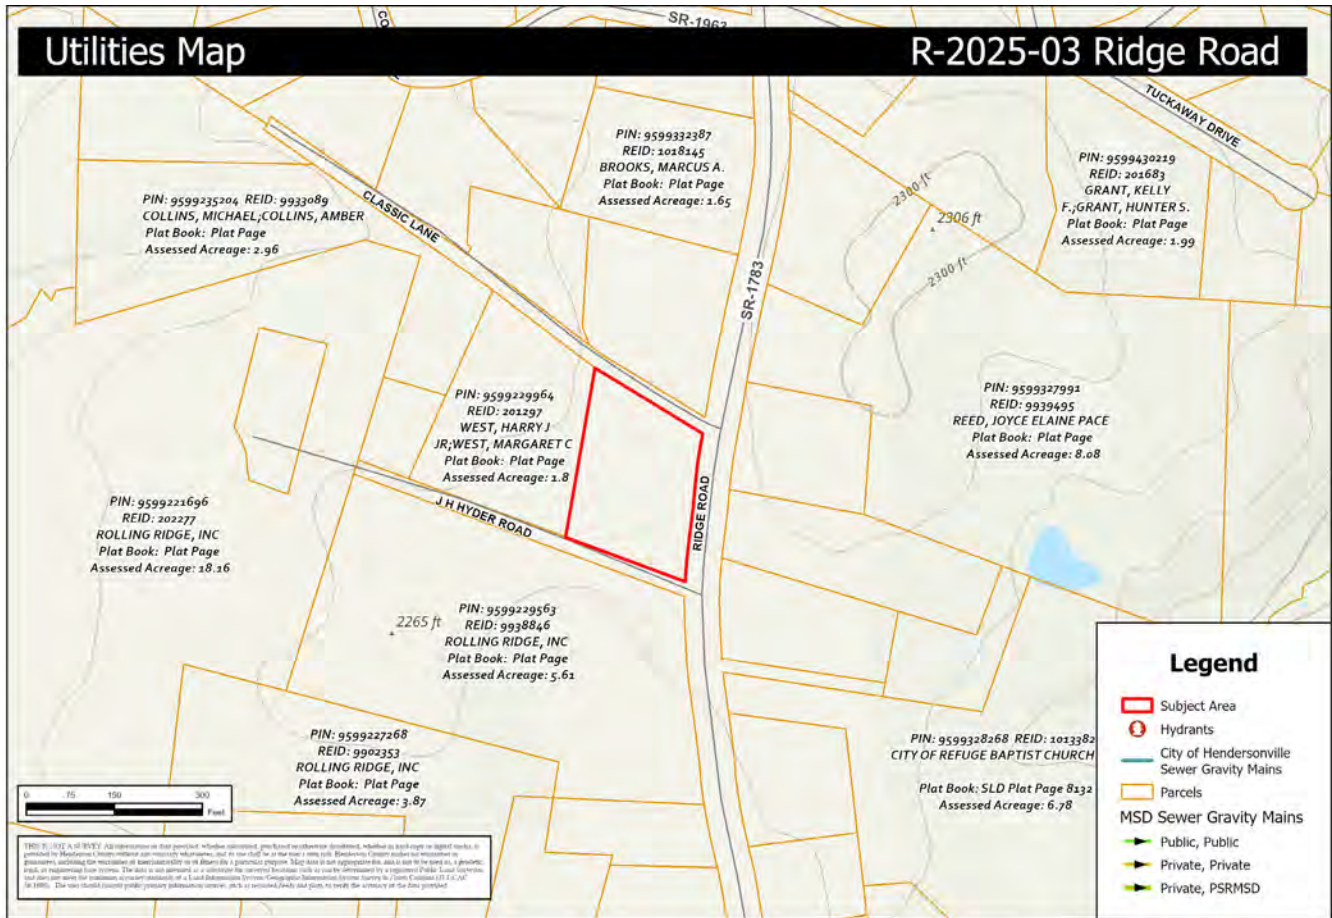 SR-1963
Utilities Map
R-2025-03 Ridge Road
TUCKAWAY DRIVE
PIN: 9599332387
REID: 1018145
BROOKS, MARCUS A.
Plat Book: Plat Page
Assessed Acreage: 1.65
PIN: 9599430219
REID: 201683
GRANT, KELLY
F.;GRANT, HUNTER S.
Plat Book: Plat Page
Assessed Acreage: 1.99
PIN: 9599235204 REID: 9933089
COLLINS, MICHAEL;COLLINS, AMBER
Plat Book: Plat Page
Assessed Acreage: 2.96
CLASSIC LANE
2300 ft
2306 ft
2300 ft
SR-1783
PIN: 9599229964
REID: 201297
WEST, HARRY J
JR;WEST, MARGARET C
Plat Book: Plat Page
Assessed Acreage: 1.8
PIN: 9599327991
REID: 9939495
REED, JOYCE ELAINE PACE
Plat Book: Plat Page
Assessed Acreage: 8.08
PIN: 9599221696
REID: 202277
ROLLING RIDGE, INC
Plat Book: Plat Page
Assessed Acreage: 18.16
J H HYDER ROAD
RIDGE ROAD
2265 ft
PIN: 9599229563
REID: 9938846
ROLLING RIDGE, INC
Plat Book: Plat Page
Assessed Acreage: 5.61
PIN: 9599227268
REID: 9902353
ROLLING RIDGE, INC
Plat Book: Plat Page
Assessed Acreage: 3.87
PIN: 9599328268 REID: 1013382
CITY OF REFUGE BAPTIST CHURCH
Plat Book: SLD Plat Page 8132
Assessed Acreage: 6.78
Legend
Subject Area
Hydrants
City of Hendersonville
Sewer Gravity Mains
Parcels
MSD Sewer Gravity Mains
Public, Public
Private, Private
Private, PSRMSD
0 75 150 300
Feet
THIS IS NOT A SURVEY.